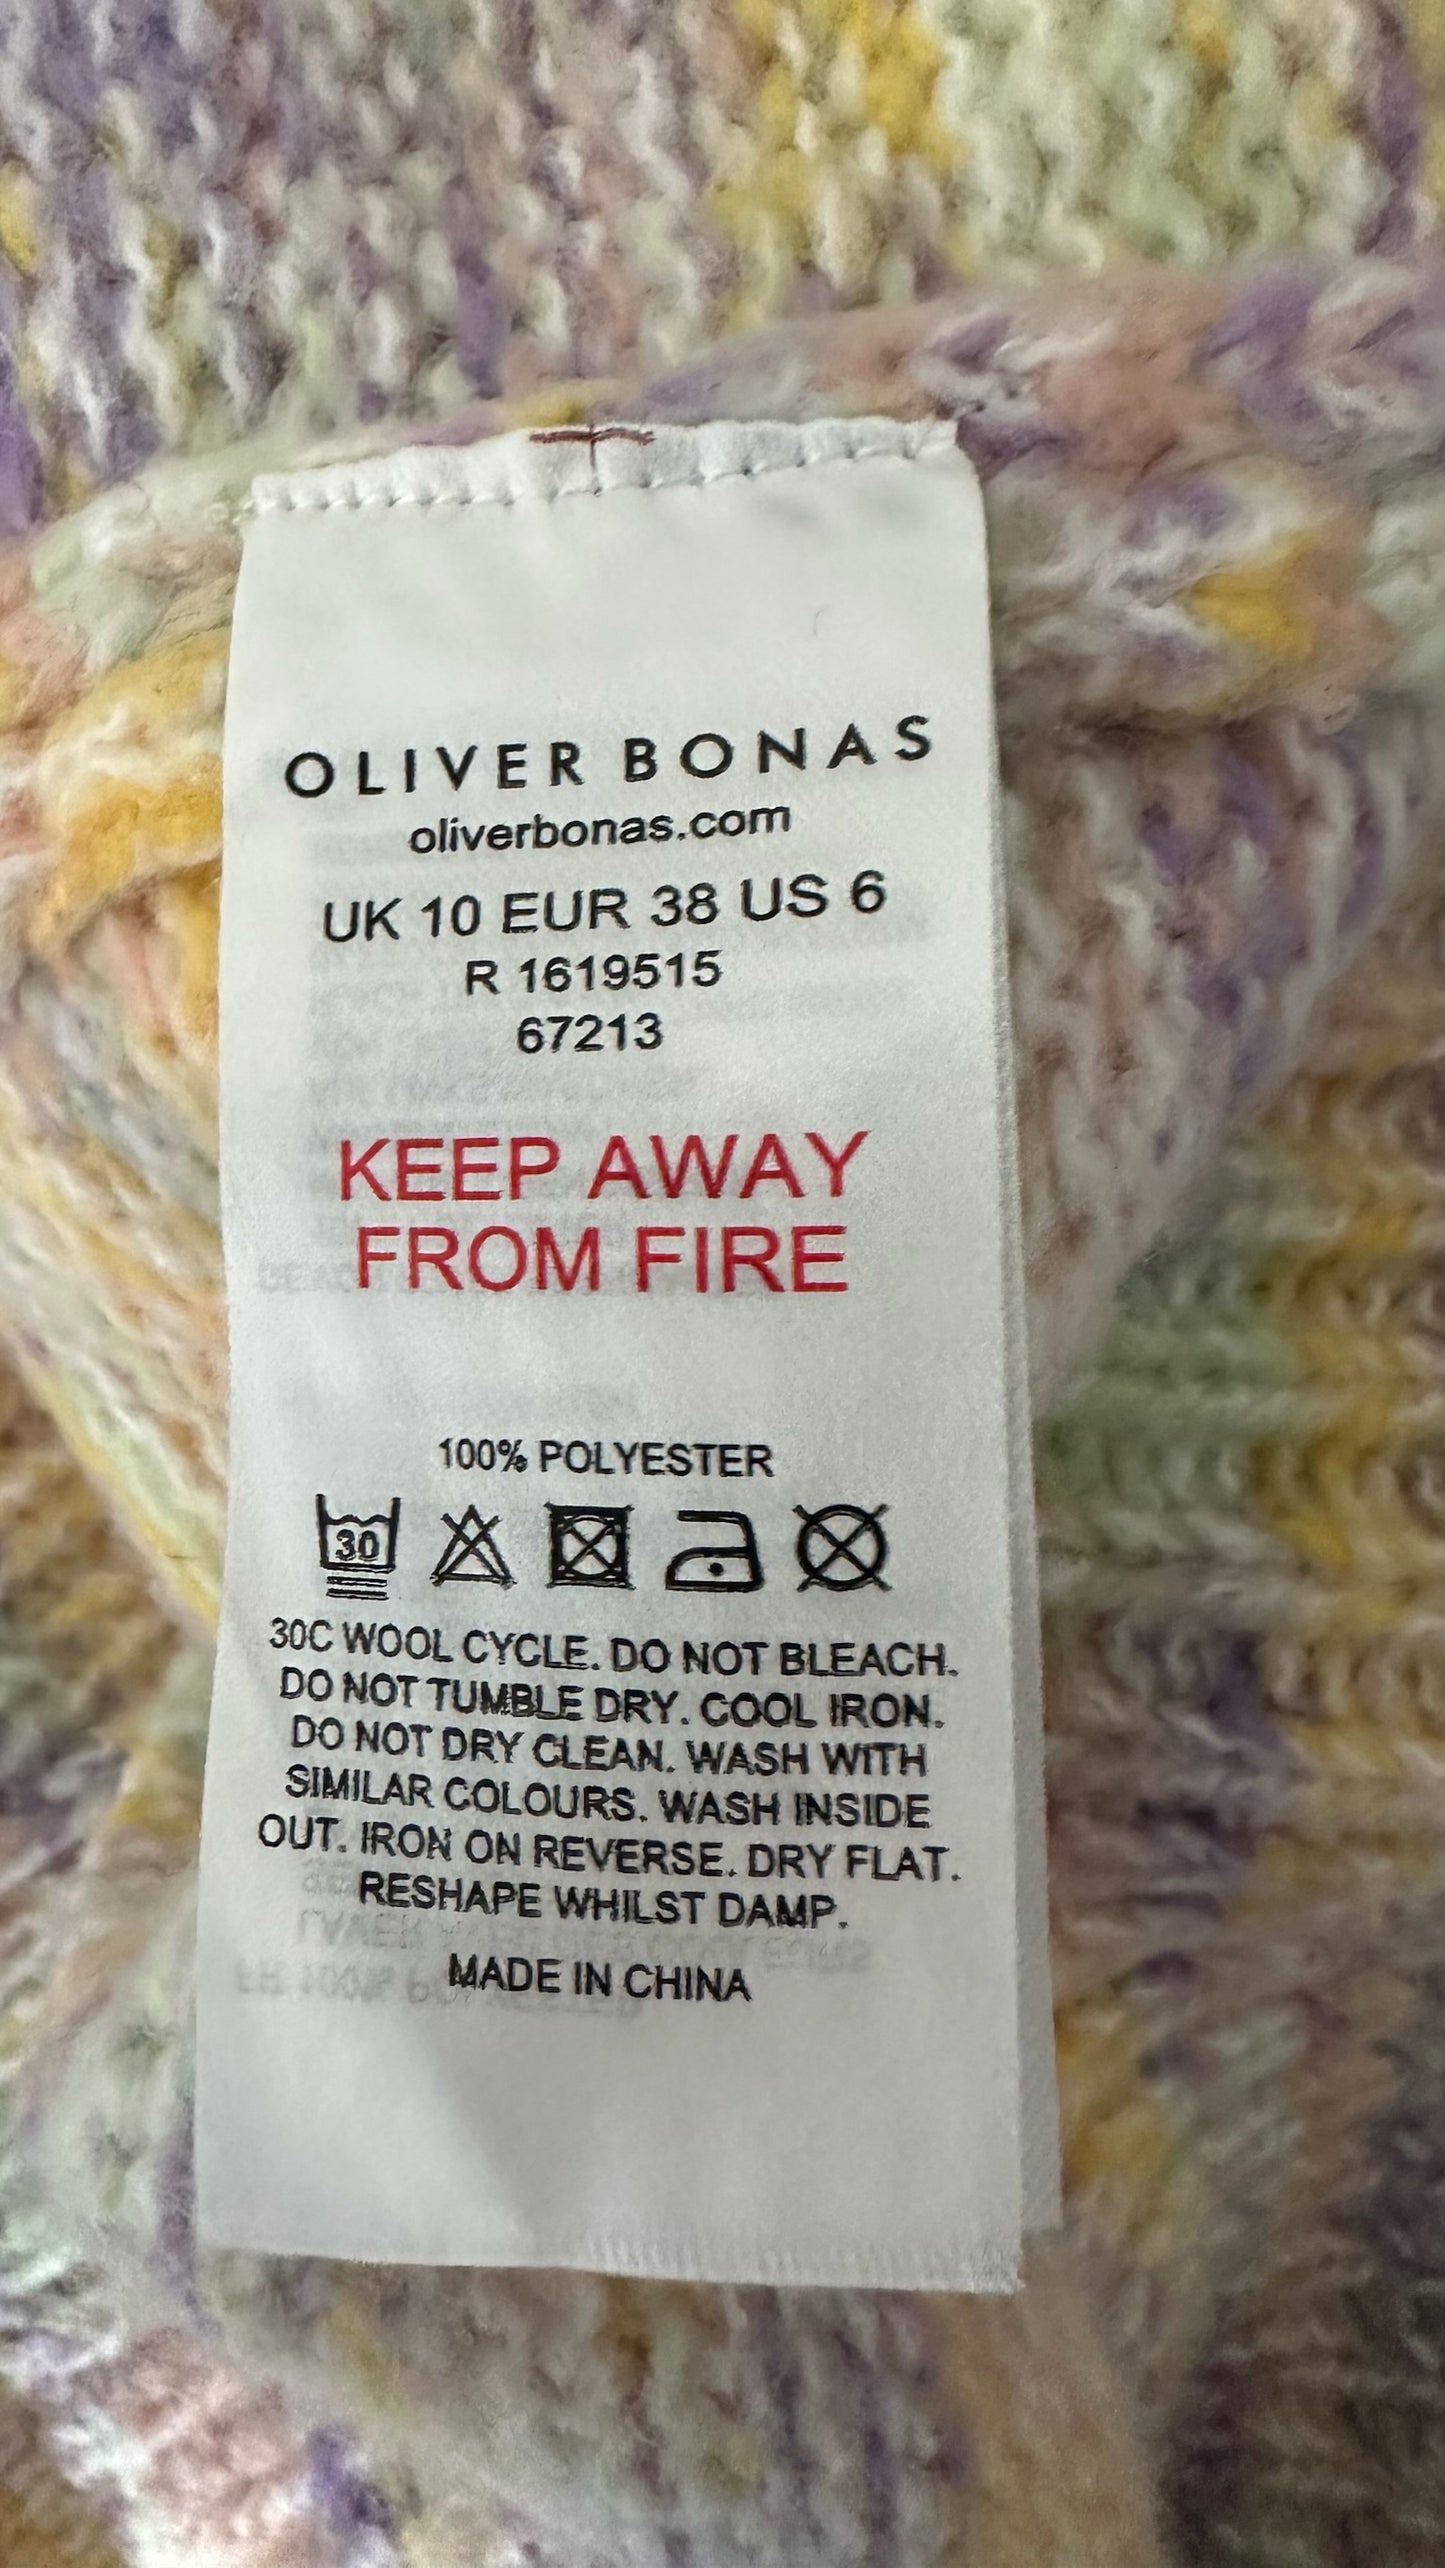 OLIVER BONAS
oliverbonas.com
UK 10 EUR 38 US 6
R 1619515
67213
KEEP AWAY
FROM FIRE
100% POLYESTER
30
30C WOOL CYCLE. DO NOT BLEACH.
DO NOT TUMBLE DRY. COOL IRON.
DO NOT DRY CLEAN. WASH WITH
SIMILAR COLOURS. WASH INSIDE
OUT. IRON ON REVERSE. DRY FLAT.
RESHAPE WHILST DAMP.
MADE IN CHINA